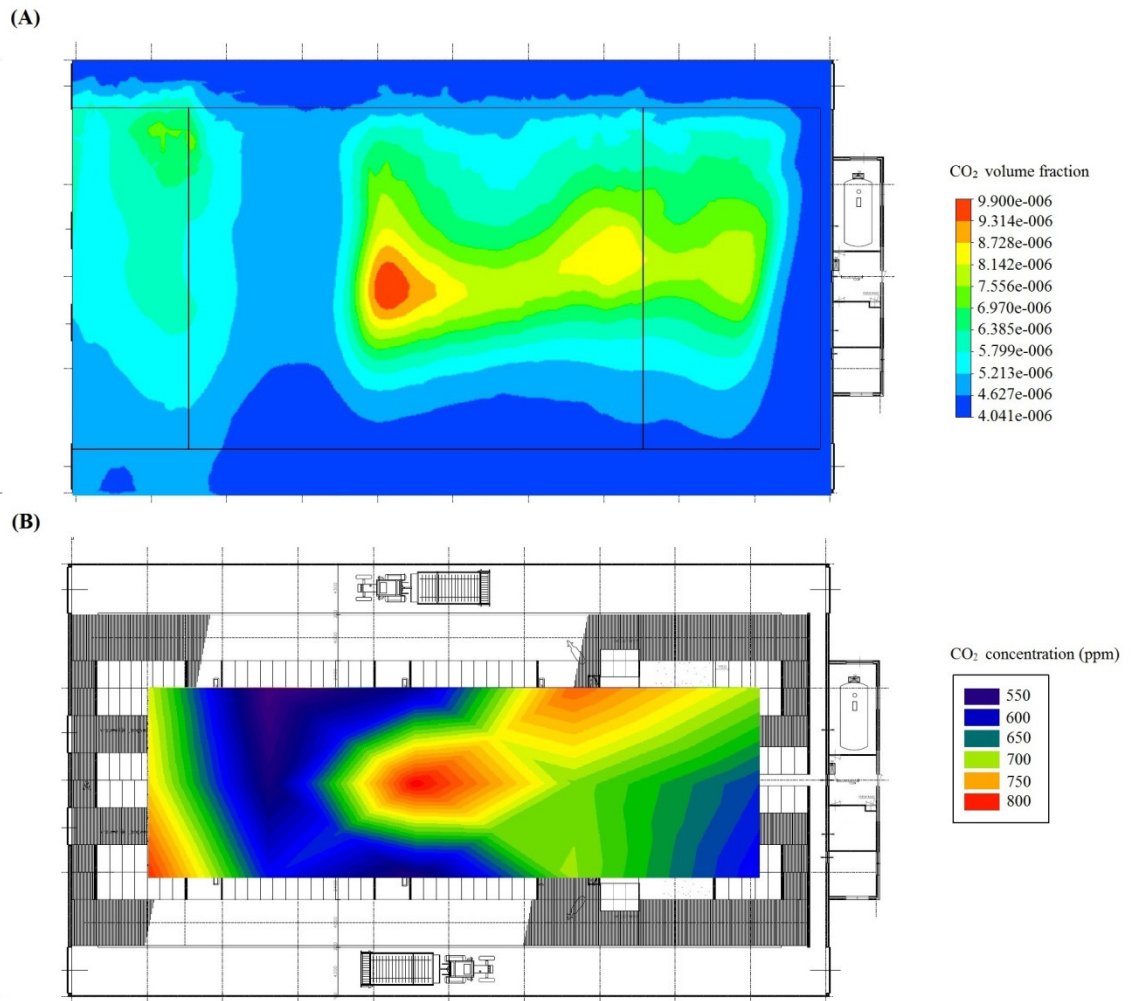 (A)
CO₂ volume fraction
9.900e-006
9.314e-006
8.728e-006
8.142e-006
7.556e-006
6.970e-006
6.385e-006
5.799e-006
5.213e-006
4.627e-006
4.041e-006
(B)
CO₂ concentration (ppm)
550
600
650
700
750
800